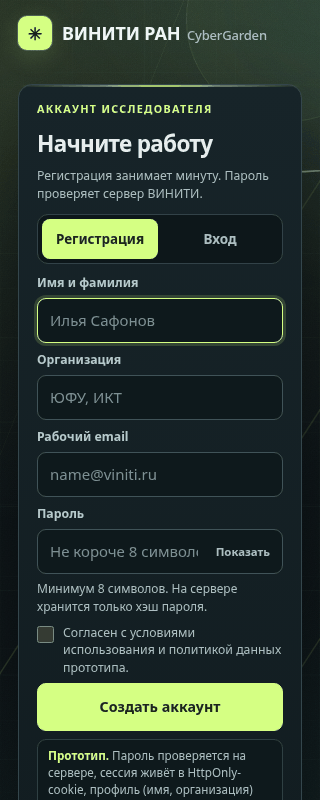 ВИНИТИ РАН CyberGarden
АККАУНТ ИССЛЕДОВАТЕЛЯ
Начните работу
Регистрация занимает минуту. Пароль
проверяет сервер ВИНИТИ.
Регистрация Вход
Имя и фамилия
Илья Сафонов
Организация
ЮФУ, ИКТ
Рабочий email
name@viniti.ru
Пароль
Не короче 8 символ Показать
Минимум 8 символов. На сервере
хранится только хэш пароля.
Согласен с условиями
использования и политикой данных
прототипа.
Создать аккаунт
Прототип. Пароль проверяется на
сервере, сессия живёт в HttpOnly-
cookie, профиль (имя, организация)